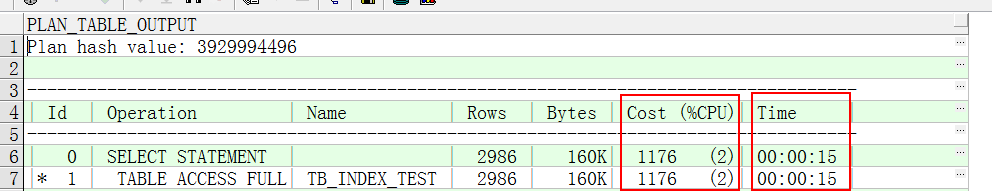 PLAN_TABLE_OUTPUT
1 Plan hash value: 3929994496 ...
2 ...
3 -------------------------------------------------------------------------------- ...
4 | Id | Operation | Name | Rows | Bytes | Cost (%CPU)| Time ...
5 -------------------------------------------------------------------------------- ...
6 | 0 | SELECT STATEMENT | | 2986 | 160K| 1176 (2)| 00:00:15 ...
7 |* 1 | TABLE ACCESS FULL| TB_INDEX_TEST | 2986 | 160K| 1176 (2)| 00:00:15 ...